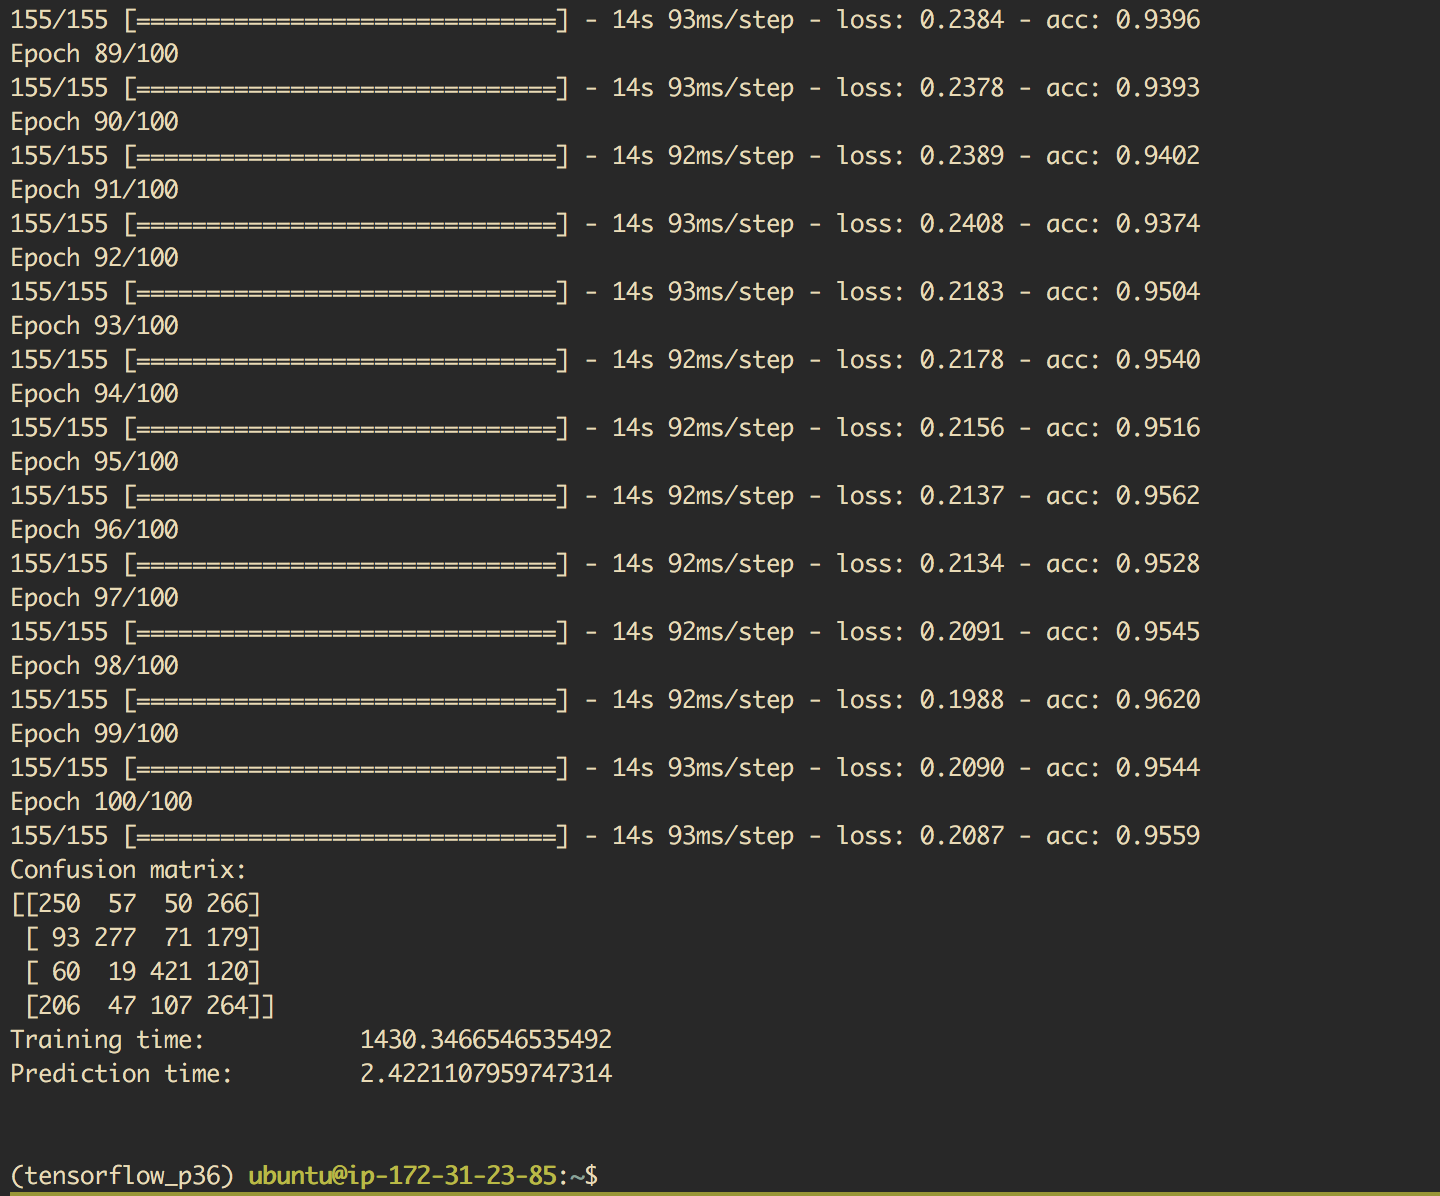 155/155 [==============================] - 14s 93ms/step - loss: 0.2384 - acc: 0.9396
Epoch 89/100
155/155 [==============================] - 14s 93ms/step - loss: 0.2378 - acc: 0.9393
Epoch 90/100
155/155 [==============================] - 14s 92ms/step - loss: 0.2389 - acc: 0.9402
Epoch 91/100
155/155 [==============================] - 14s 93ms/step - loss: 0.2408 - acc: 0.9374
Epoch 92/100
155/155 [==============================] - 14s 93ms/step - loss: 0.2183 - acc: 0.9504
Epoch 93/100
155/155 [==============================] - 14s 92ms/step - loss: 0.2178 - acc: 0.9540
Epoch 94/100
155/155 [==============================] - 14s 92ms/step - loss: 0.2156 - acc: 0.9516
Epoch 95/100
155/155 [==============================] - 14s 92ms/step - loss: 0.2137 - acc: 0.9562
Epoch 96/100
155/155 [==============================] - 14s 92ms/step - loss: 0.2134 - acc: 0.9528
Epoch 97/100
155/155 [==============================] - 14s 92ms/step - loss: 0.2091 - acc: 0.9545
Epoch 98/100
155/155 [==============================] - 14s 92ms/step - loss: 0.1988 - acc: 0.9620
Epoch 99/100
155/155 [==============================] - 14s 93ms/step - loss: 0.2090 - acc: 0.9544
Epoch 100/100
155/155 [==============================] - 14s 93ms/step - loss: 0.2087 - acc: 0.9559
Confusion matrix:
[[250  57  50 266]
 [ 93 277  71 179]
 [ 60  19 421 120]
 [206  47 107 264]]
Training time:           1430.3466546535492
Prediction time:         2.4221107959747314
(tensorflow_p36) ubuntu@ip-172-31-23-85:~$